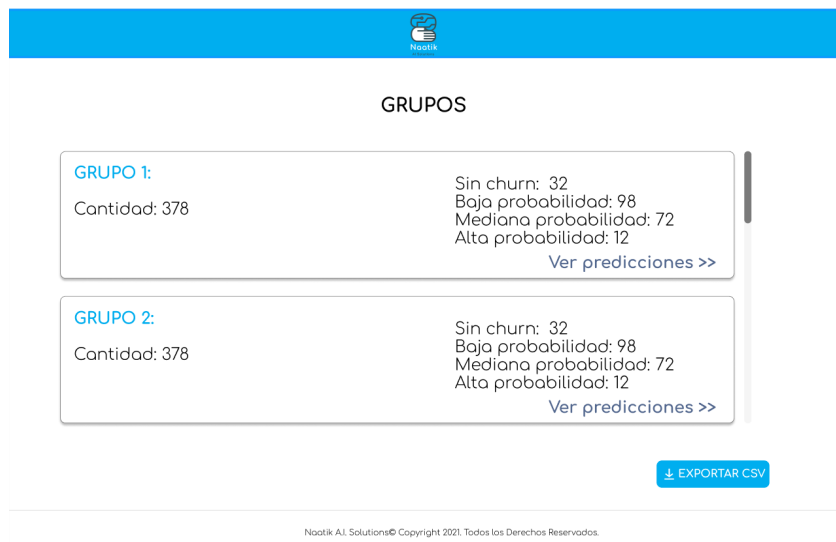 Naatik
GRUPOS
GRUPO 1:
Cantidad: 378
Sin churn: 32
Baja probabilidad: 98
Mediana probabilidad: 72
Alta probabilidad: 12
Ver predicciones >>
GRUPO 2:
Cantidad: 378
Sin churn: 32
Baja probabilidad: 98
Mediana probabilidad: 72
Alta probabilidad: 12
Ver predicciones >>
EXPORTAR CSV
Naatik A.I. Solutions© Copyright 2021. Todos los Derechos Reservados.